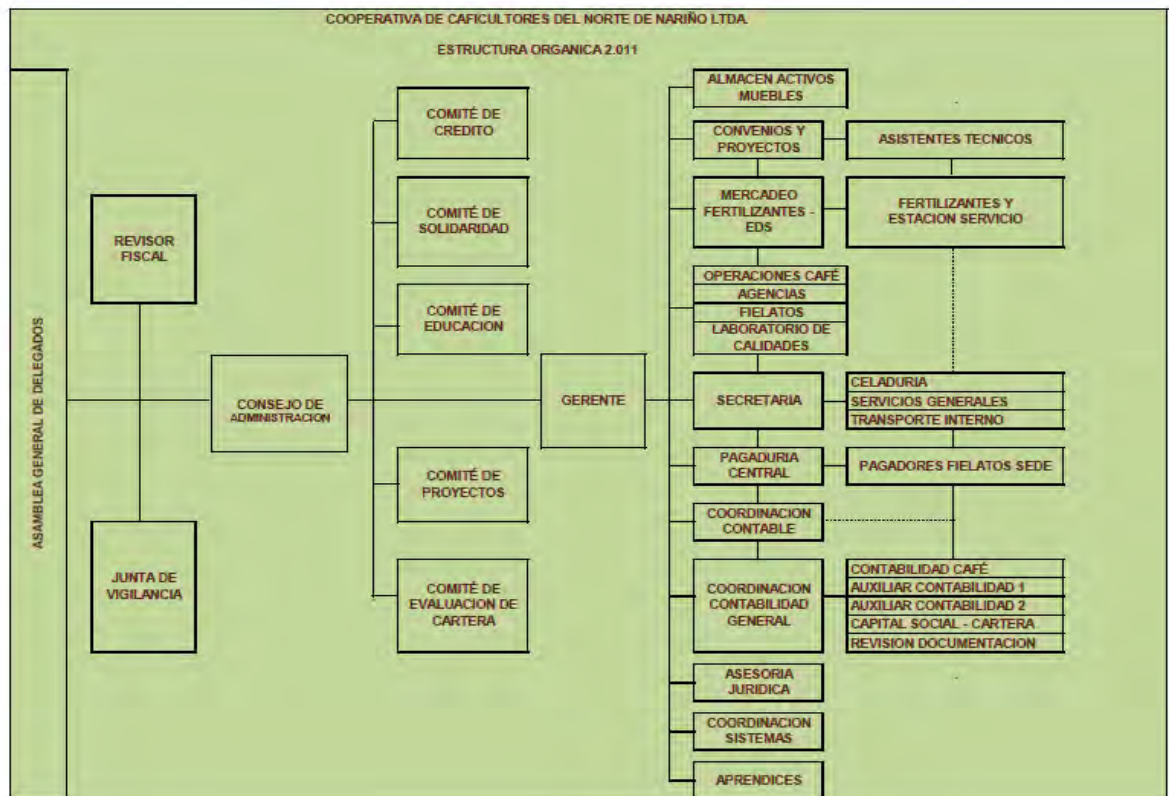 COOPERATIVA DE CAFICULTORES DEL NORTE DE NARIÑO LTDA.
ESTRUCTURA ORGANICA 2.011
ASAMBLEA GENERAL DE DELEGADOS
REVISOR
FISCAL
JUNTA DE
VIGILANCIA
CONSEJO DE
ADMINISTRACION
COMITÉ DE
CREDITO
COMITÉ DE
SOLIDARIDAD
COMITÉ DE
EDUCACION
COMITÉ DE
PROYECTOS
COMITÉ DE
EVALUACION DE
CARTERA
GERENTE
ALMACEN ACTIVOS
MUEBLES
CONVENIOS Y
PROYECTOS
ASISTENTES TECNICOS
MERCADEO
FERTILIZANTES -
EDS
FERTILIZANTES Y
ESTACION SERVICIO
OPERACIONES CAFÉ
AGENCIAS
FIELATOS
LABORATORIO DE
CALIDADES
SECRETARIA
CELADURIA
SERVICIOS GENERALES
TRANSPORTE INTERNO
PAGADURIA
CENTRAL
PAGADORES FIELATOS SEDE
COORDINACION
CONTABLE
COORDINACION
CONTABILIDAD
GENERAL
CONTABILIDAD CAFÉ
AUXILIAR CONTABILIDAD 1
AUXILIAR CONTABILIDAD 2
CAPITAL SOCIAL - CARTERA
REVISION DOCUMENTACION
ASESORIA
JURIDICA
COORDINACION
SISTEMAS
APRENDICES